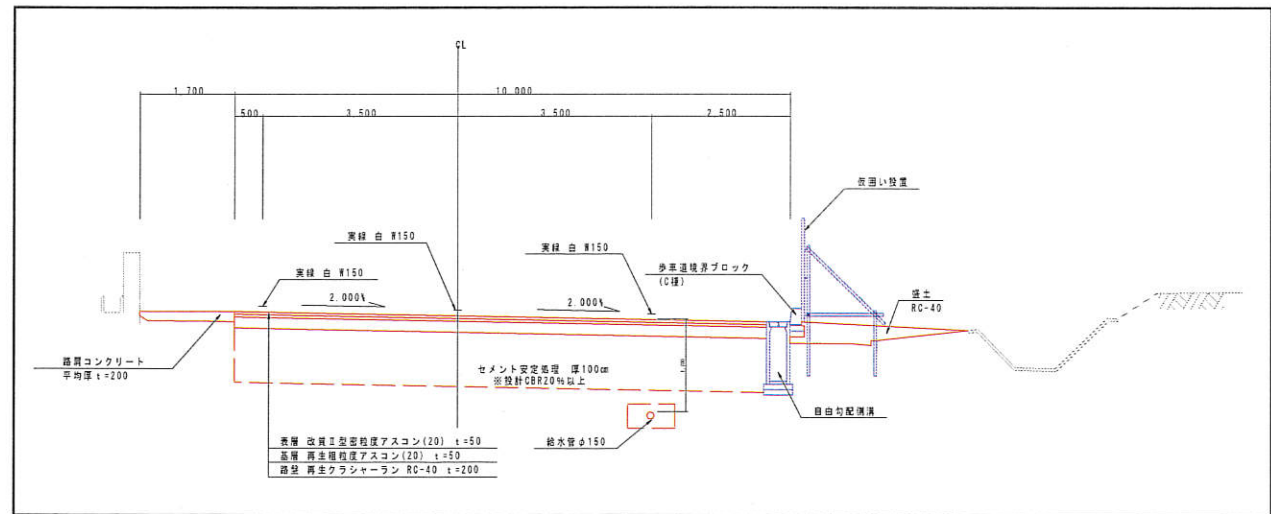 CL
1,700
10,000
500
3,500
3,500
2,500
仮囲い設置
実線 白 W150
実線 白 W150
歩車道境界ブロック
(C種)
実線 白 W150
2.000%
2.000%
盛土
RC-40
路肩コンクリート
平均厚 t=200
セメント安定処理 厚100cm
※設計CBR20%以上
自由勾配側溝
表層 改質Ⅱ型密粒度アスコン(20) t=50
給水管φ150
基層 再生粗粒度アスコン(20) t=50
路盤 再生クラシャーラン RC-40 t=200